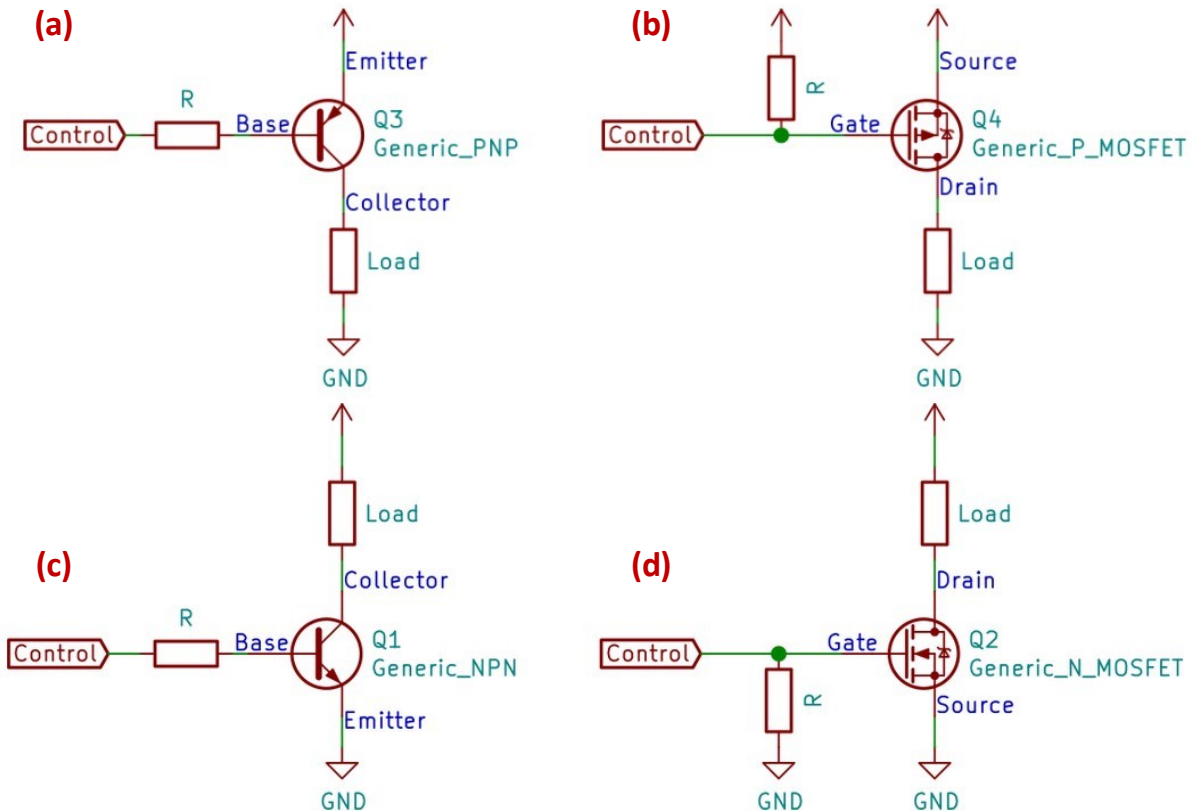 (a)
Emitter
R
Control
Base
Q3
Generic_PNP
Collector
Load
GND
(b)
Source
R
Control
Gate
Q4
Generic_P_MOSFET
Drain
Load
GND
(c)
Load
Collector
R
Control
Base
Q1
Generic_NPN
Emitter
GND
(d)
Load
Drain
Control
Gate
Q2
Generic_N_MOSFET
R
Source
GND
GND